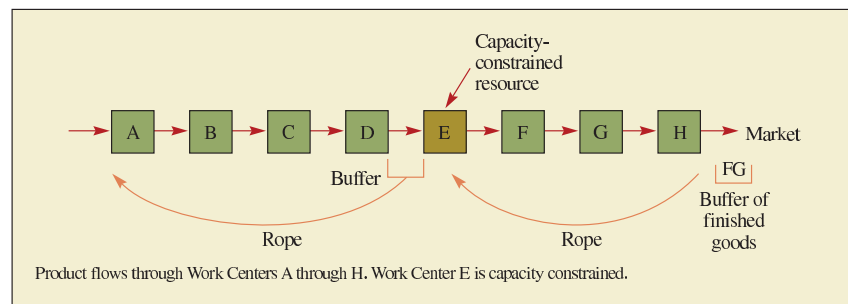 Capacity-
constrained
resource
A
B
C
D
E
F
G
H
Market
Buffer
FG
Buffer of
finished
goods
Rope
Rope
Product flows through Work Centers A through H. Work Center E is capacity constrained.